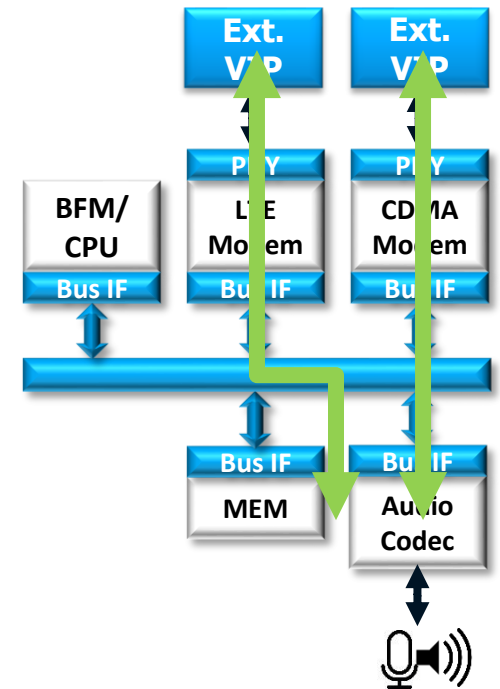 Ext.
VIP
Ext.
VIP
PHY
PHY
BFM/
CPU
LTE
Modem
CDMA
Modem
Bus IF
Bus IF
Bus IF
Bus IF
Bus IF
MEM
Audio
Codec